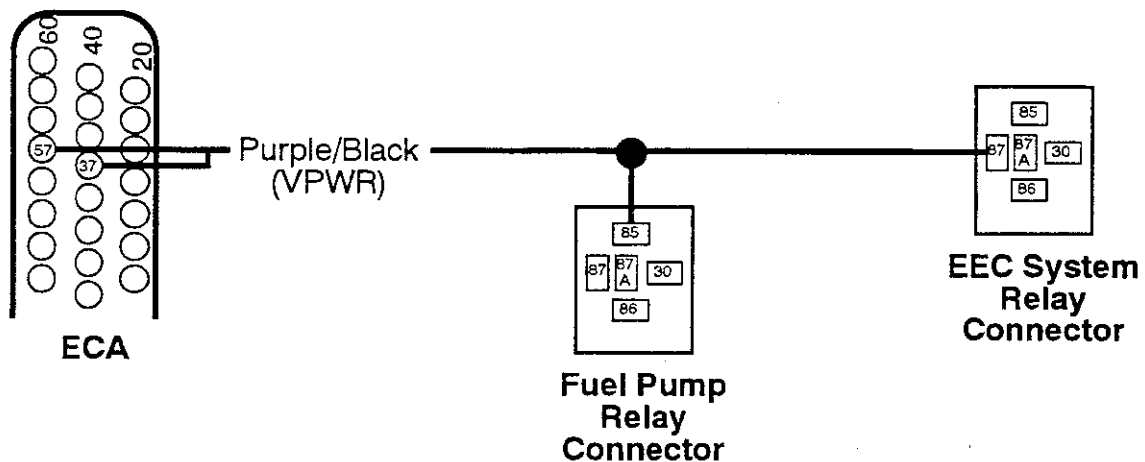 60
40
20
57
37
ECA
Purple/Black
(VPWR)
85
87
87
A
30
86
Fuel Pump
Relay
Connector
85
87
87
A
30
86
EEC System
Relay
Connector